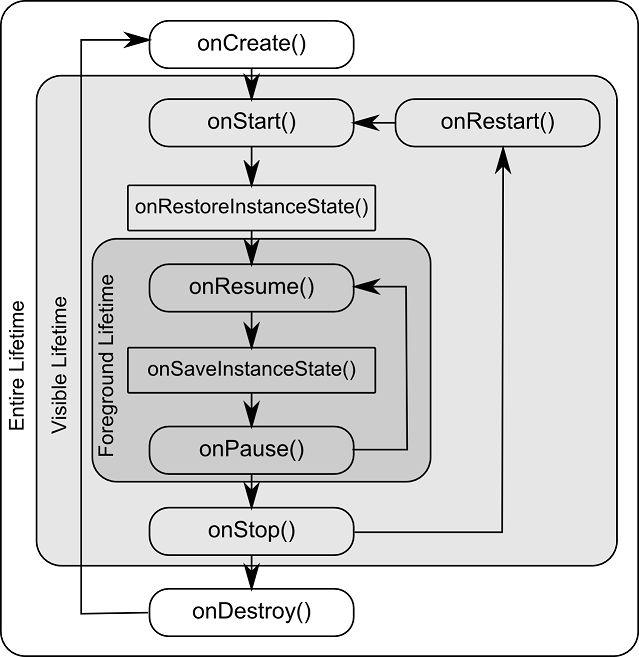 onCreate()
onStart()
onRestart()
onRestoreInstanceState()
onResume()
onSaveInstanceState()
onPause()
onStop()
onDestroy()
Entire Lifetime
Visible Lifetime
Foreground Lifetime